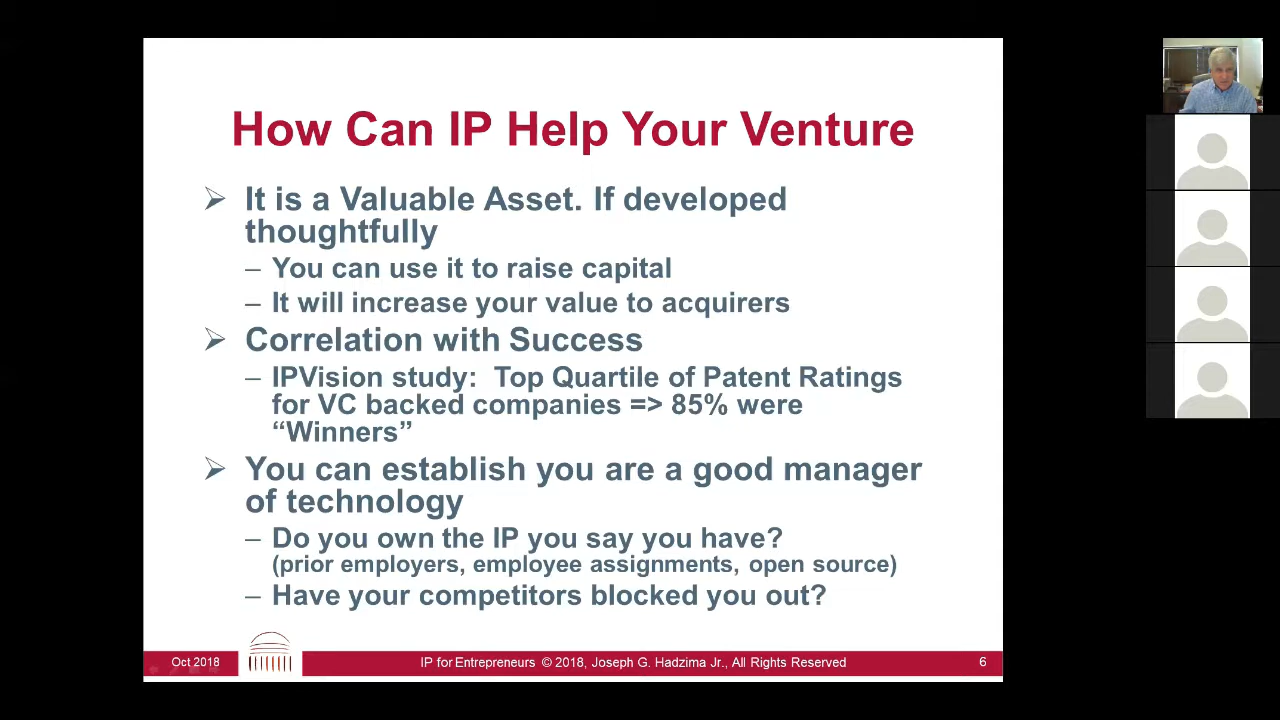 How Can IP Help Your Venture
➢ It is a Valuable Asset. If developed
thoughtfully
– You can use it to raise capital
– It will increase your value to acquirers
➢ Correlation with Success
– IPVision study: Top Quartile of Patent Ratings
for VC backed companies => 85% were
“Winners”
➢ You can establish you are a good manager
of technology
– Do you own the IP you say you have?
(prior employers, employee assignments, open source)
– Have your competitors blocked you out?
Oct 2018
IP for Entrepreneurs © 2018, Joseph G. Hadzima Jr., All Rights Reserved
6